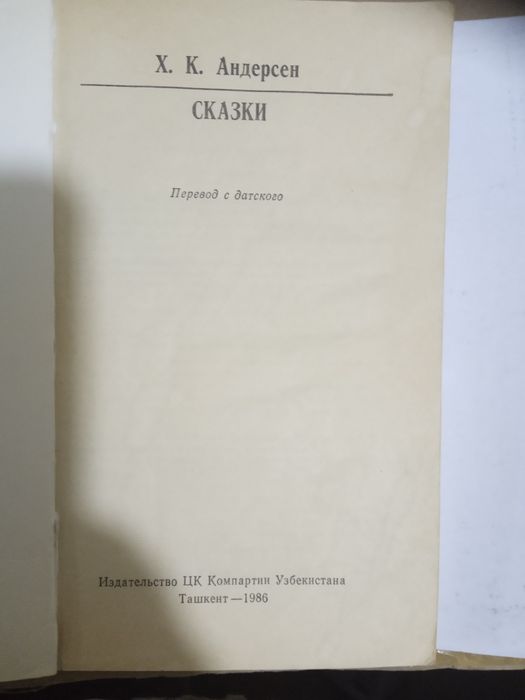 Х. К. Андерсен
СКАЗКИ
Перевод с датского
Издательство ЦК Компартии Узбекистана
Ташкент — 1986